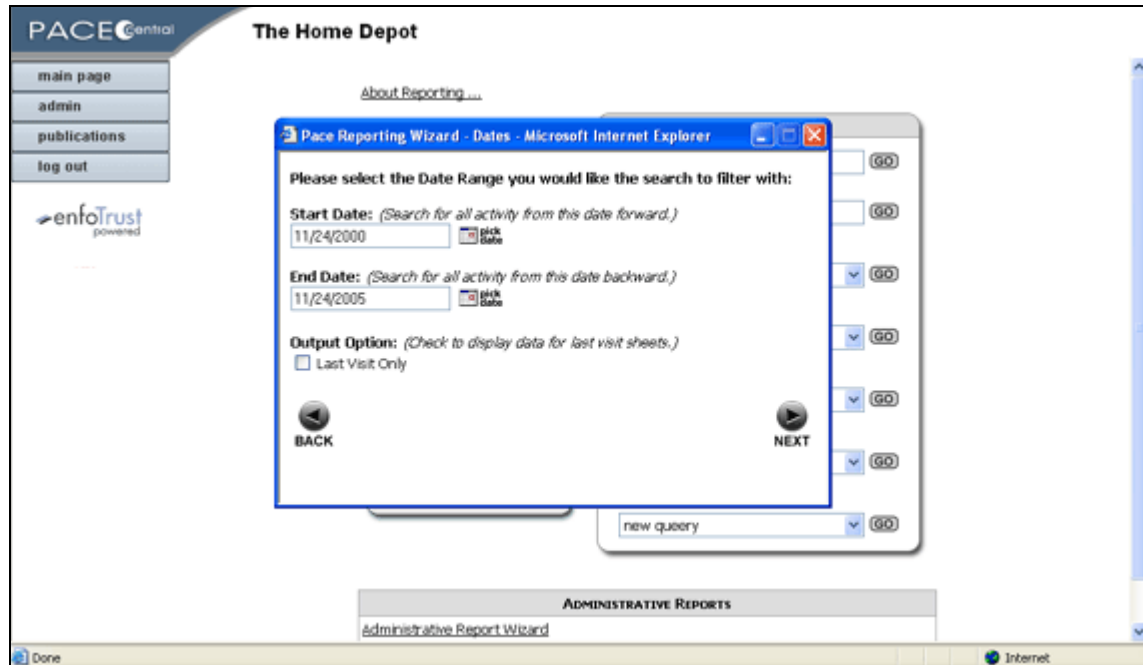 PACE Central
The Home Depot
main page
admin
publications
log out
enfoTrust
powered
About Reporting ...
Pace Reporting Wizard - Dates - Microsoft Internet Explorer
Please select the Date Range you would like the search to filter with:
Start Date: (Search for all activity from this date forward.)
11/24/2000
pick
date
End Date: (Search for all activity from this date backward.)
11/24/2005
pick
date
Output Option: (Check to display data for last visit sheets.)
Last Visit Only
BACK
NEXT
GO
GO
GO
GO
GO
GO
new queery
GO
ADMINISTRATIVE REPORTS
Administrative Report Wizard
Done
Internet